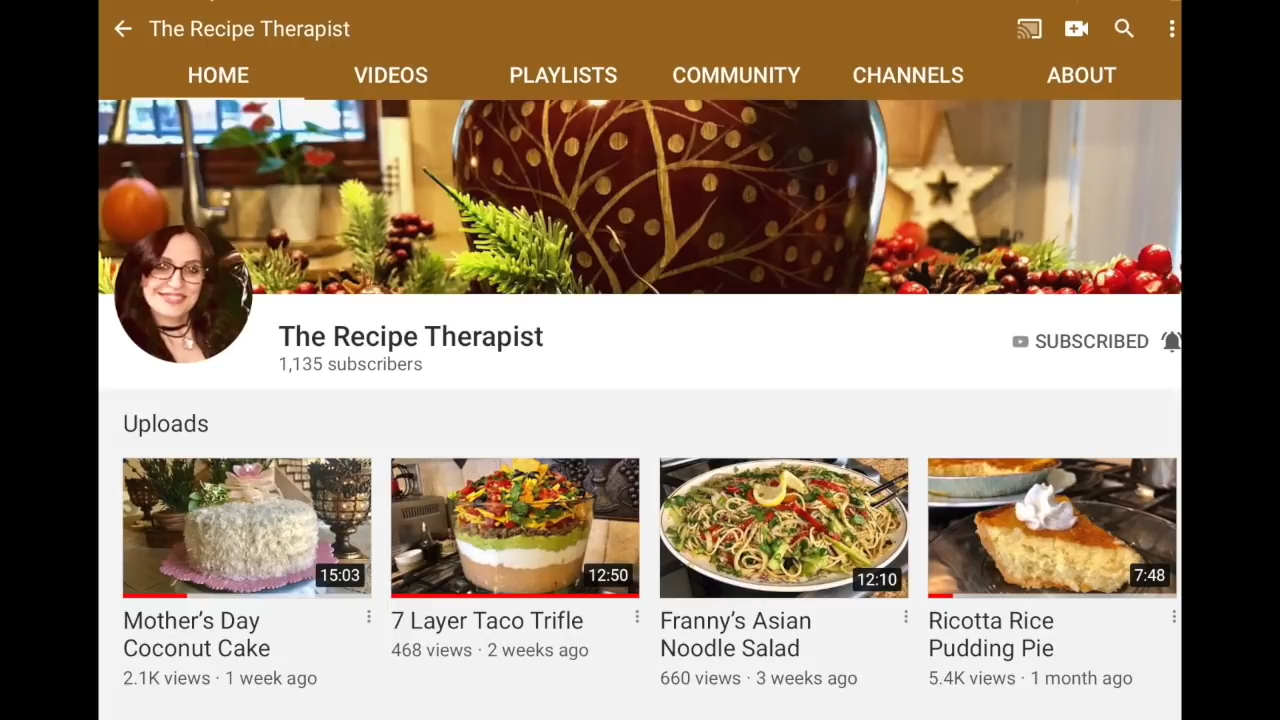 The Recipe Therapist
HOME VIDEOS PLAYLISTS COMMUNITY CHANNELS ABOUT
The Recipe Therapist
1,135 subscribers
SUBSCRIBED
Uploads
15:03
Mother’s Day
Coconut Cake
2.1K views · 1 week ago
12:50
7 Layer Taco Trifle
468 views · 2 weeks ago
12:10
Franny’s Asian
Noodle Salad
660 views · 3 weeks ago
7:48
Ricotta Rice
Pudding Pie
5.4K views · 1 month ago